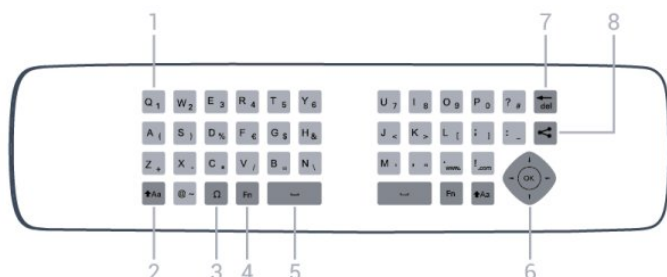 1 7 8
Q 1 W 2 E 3 R 4 T 5 Y 6 U 7 I 8 O 9 P 0 ? # del
A ( S ) D % F € G $ H & J < K > L [ ; ] : _
Z + X - C * V / B = N \ M ' , " . www. ! .com
Aa @ ~ Ω Fn Fn Aa OK
2 3 4 5 6